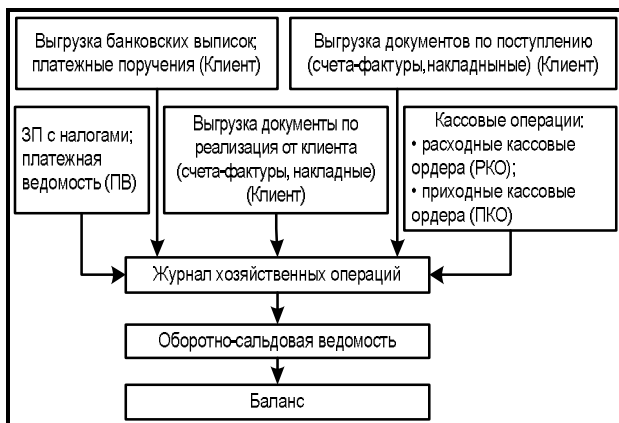 Выгрузка банковских выписок;
платежные поручения (Клиент)
Выгрузка документов по поступлению
(счета-фактуры, накладныные) (Клиент)
ЗП с налогами;
платежная
ведомость (ПВ)
Выгрузка документы по
реализация от клиента
(счета-фактуры, накладные)
(Клиент)
Кассовые операции:
• расходные кассовые
ордера (РКО);
• приходные кассовые
ордера (ПКО)
Журнал хозяйственных операций
Оборотно-сальдовая ведомость
Баланс